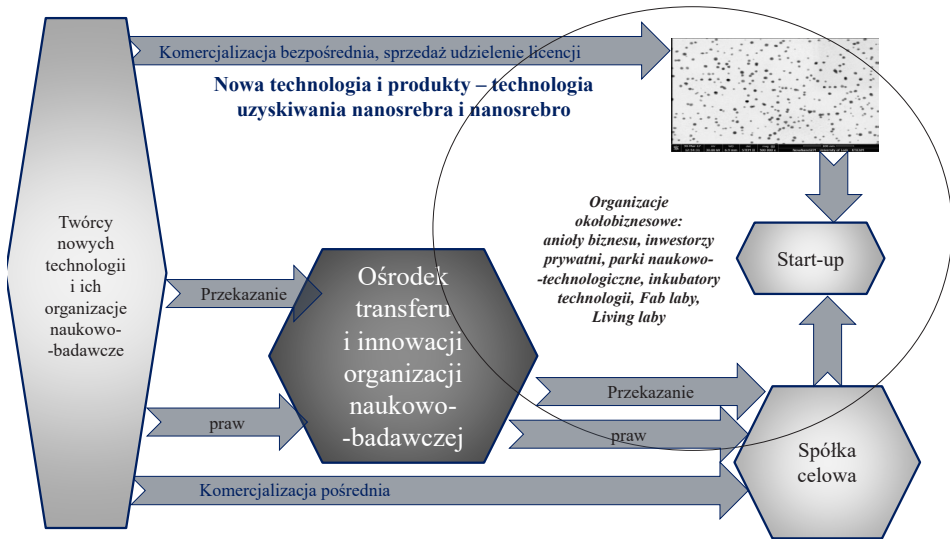 Komercjalizacja bezpośrednia, sprzedaż udzielenie licencji
Nowa technologia i produkty – technologia
uzyskiwania nanosrebra i nanosrebro
Twórcy
nowych
technologii
i ich
organizacje
naukowo-
-badawcze
Przekazanie
praw
Ośrodek
transferu
i innowacji
organizacji
naukowo-
-badawczej
Organizacje
okołobiznesowe:
anioły biznesu, inwestorzy
prywatni, parki naukowo-
-technologiczne, inkubatory
technologii, Fab laby,
Living laby
Start-up
Przekazanie
praw
Spółka
celowa
Komercjalizacja pośrednia